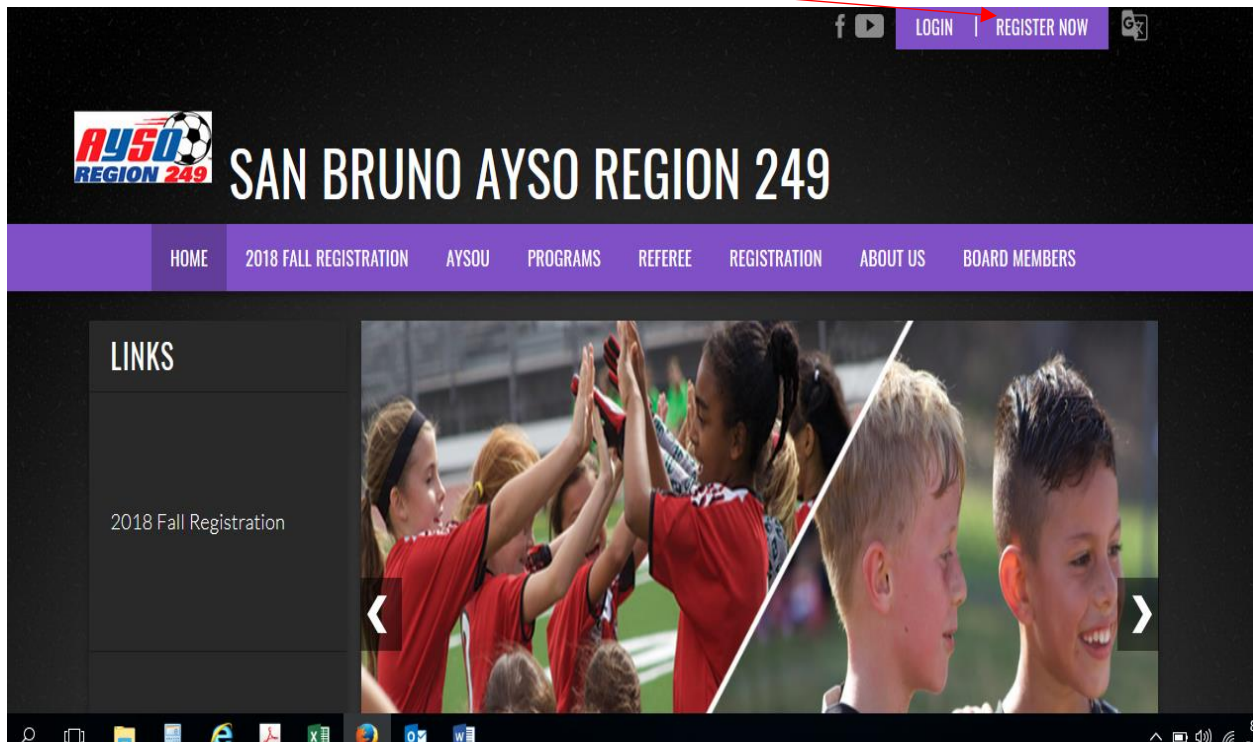 LOGIN | REGISTER NOW
AYSO
REGION 249
SAN BRUNO AYSO REGION 249
HOME 2018 FALL REGISTRATION AYSOU PROGRAMS REFEREE REGISTRATION ABOUT US BOARD MEMBERS
LINKS
2018 Fall Registration